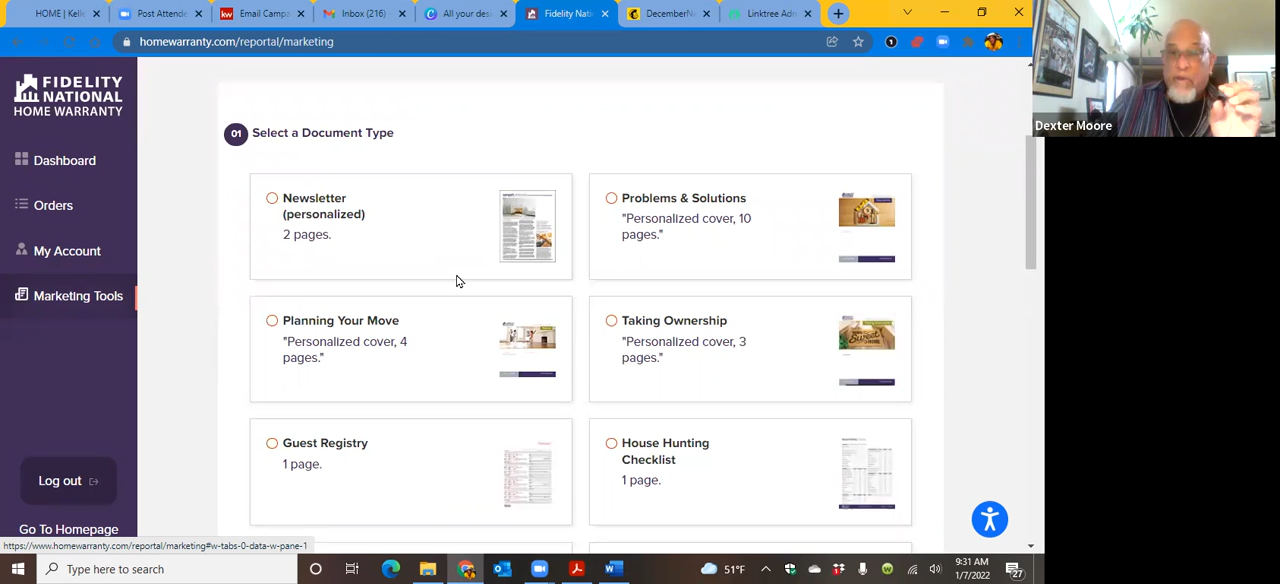 HOME | Kelle
Post Attende
Email Campa
Inbox (216)
All your desi
Fidelity Nati
DecemberN
Linktree Adm
homewarranty.com/reportal/marketing
FIDELITY
NATIONAL
HOME WARRANTY
Dashboard
Orders
My Account
Marketing Tools
Log out
Go To Homepage
01 Select a Document Type
Newsletter
(personalized)
2 pages.
Problems & Solutions
"Personalized cover, 10
pages."
Planning Your Move
"Personalized cover, 4
pages."
Taking Ownership
"Personalized cover, 3
pages."
Guest Registry
1 page.
House Hunting
Checklist
1 page.
Dexter Moore
https://www.homewarranty.com/reportal/marketing#w-tabs-0-data-w-pane-1
Type here to search
51°F
9:31 AM
1/7/2022
27